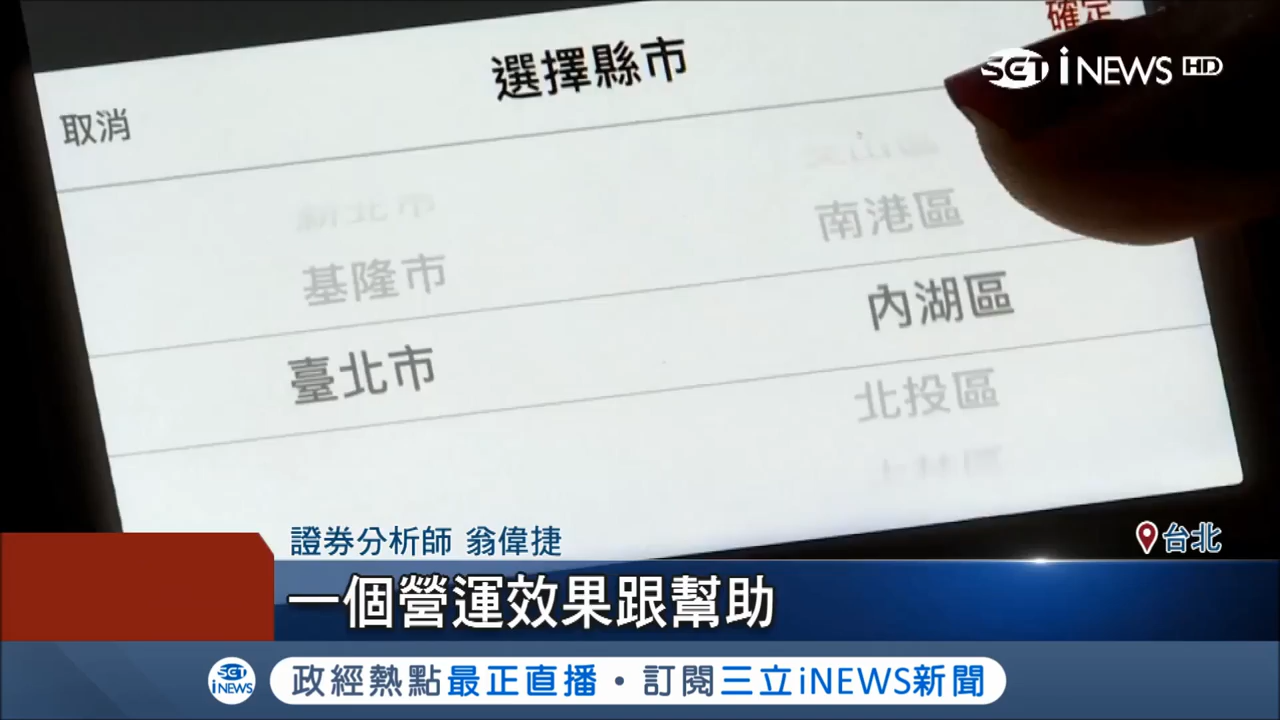 確定
SET iNEWS HD
選擇縣市
取消
新北市
南港區
基隆市
內湖區
臺北市
北投區
證券分析師 翁偉捷
台北
一個營運效果跟幫助
SET iNEWS
政經熱點最正直播・訂閱三立iNEWS新聞